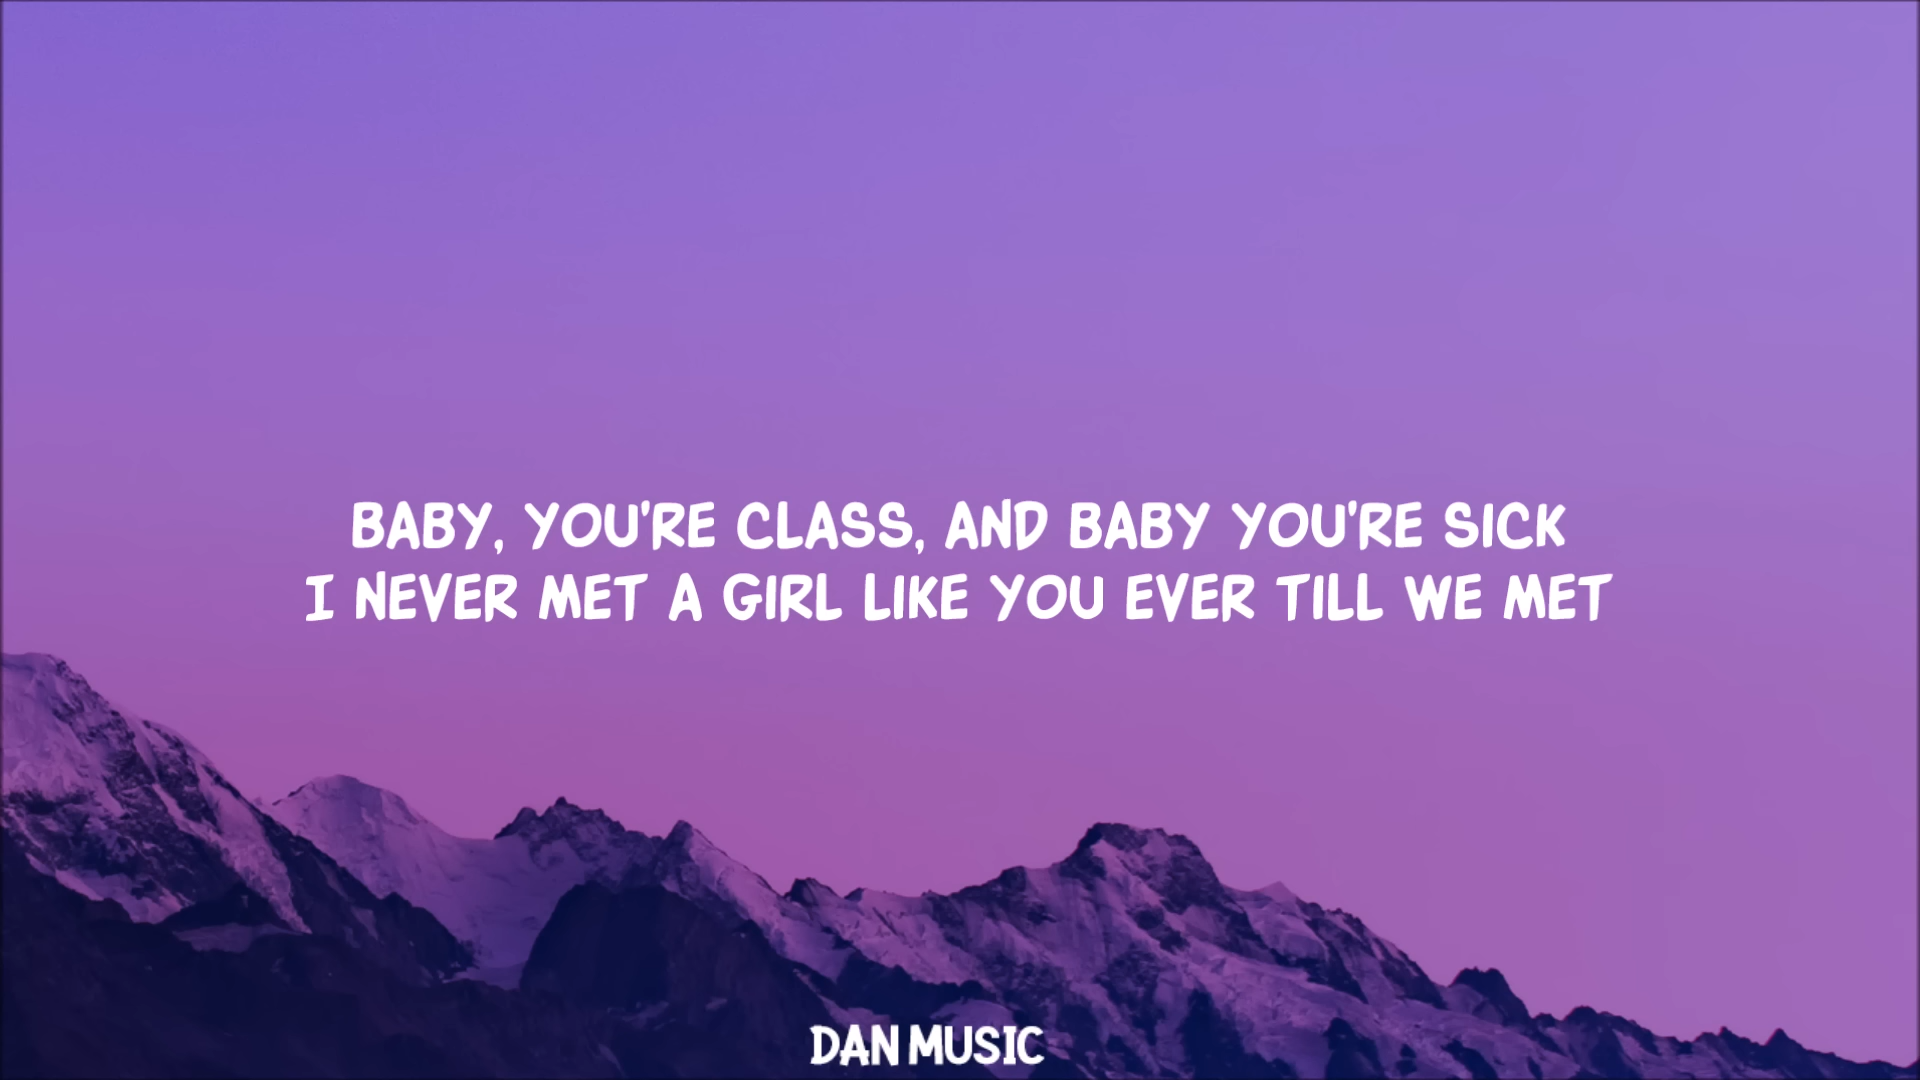 BABY, YOU'RE CLASS, AND BABY YOU'RE SICK
I NEVER MET A GIRL LIKE YOU EVER TILL WE MET
DAN MUSIC